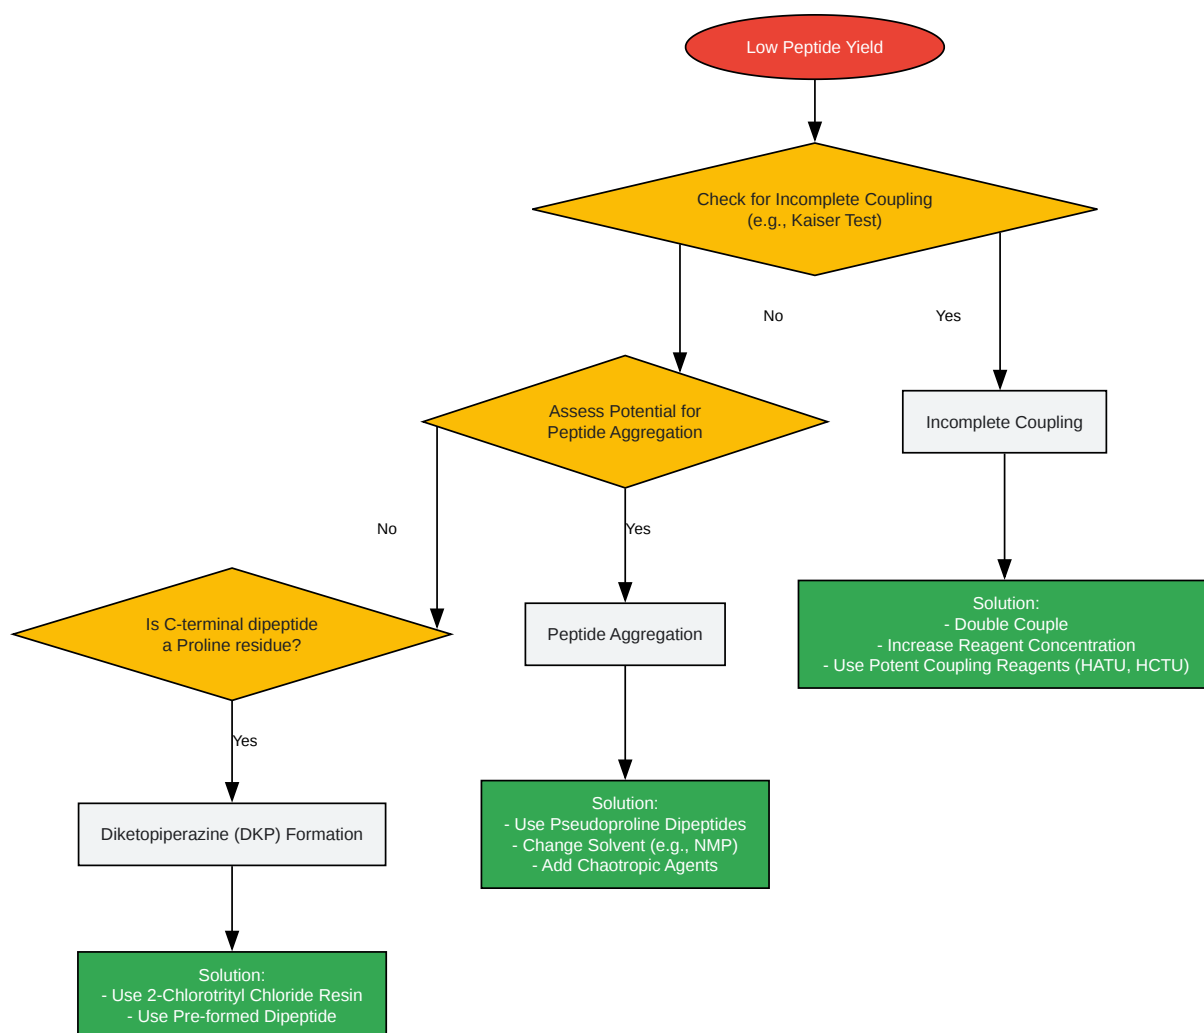 Low Peptide Yield
Check for Incomplete Coupling
(e.g., Kaiser Test)
No
Yes
Assess Potential for
Peptide Aggregation
Incomplete Coupling
No
Yes
Solution:
- Double Couple
- Increase Reagent Concentration
- Use Potent Coupling Reagents (HATU, HCTU)
Is C-terminal dipeptide
a Proline residue?
Peptide Aggregation
Yes
Diketopiperazine (DKP) Formation
Solution:
- Use Pseudoproline Dipeptides
- Change Solvent (e.g., NMP)
- Add Chaotropic Agents
Solution:
- Use 2-Chlorotrityl Chloride Resin
- Use Pre-formed Dipeptide